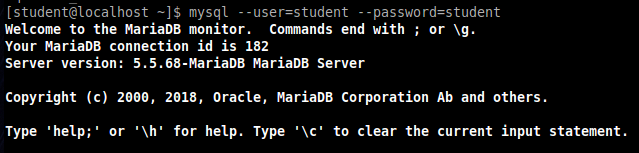 [student@localhost ~]$ mysql --user=student --password=student
Welcome to the MariaDB monitor.  Commands end with ; or \g.
Your MariaDB connection id is 182
Server version: 5.5.68-MariaDB MariaDB Server
Copyright (c) 2000, 2018, Oracle, MariaDB Corporation Ab and others.
Type 'help;' or '\h' for help. Type '\c' to clear the current input statement.